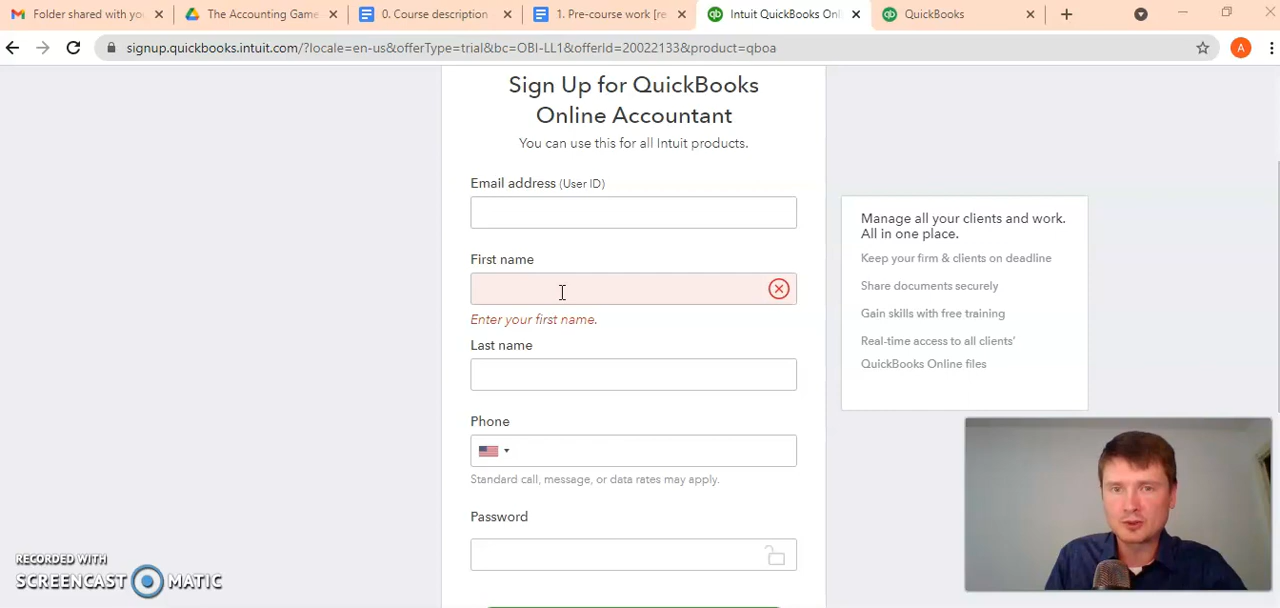 Folder shared with yo
The Accounting Game
0. Course description
1. Pre-course work [re
Intuit QuickBooks Onl
QuickBooks
signup.quickbooks.intuit.com/?locale=en-us&offerType=trial&bc=OBI-LL1&offerId=20022133&product=qboa
A
Sign Up for QuickBooks
Online Accountant
You can use this for all Intuit products.
Email address (User ID)
First name
Enter your first name.
Last name
Phone
Standard call, message, or data rates may apply.
Password
Manage all your clients and work.
All in one place.
Keep your firm & clients on deadline
Share documents securely
Gain skills with free training
Real-time access to all clients'
QuickBooks Online files
RECORDED WITH
SCREENCAST MATIC